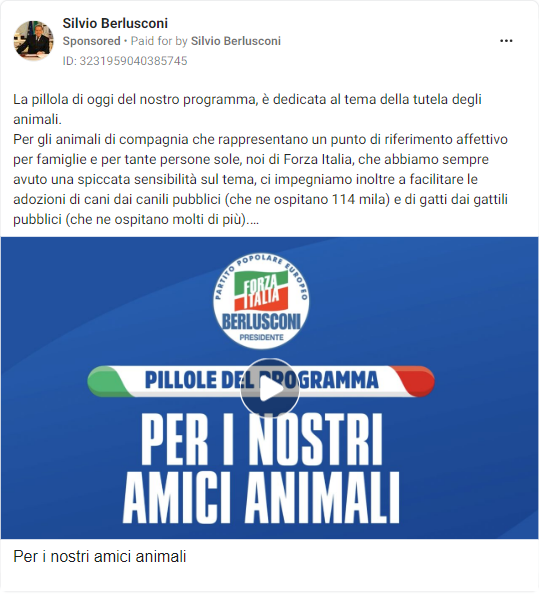 Silvio Berlusconi
Sponsored • Paid for by Silvio Berlusconi
ID: 3231959040385745
La pillola di oggi del nostro programma, è dedicata al tema della tutela degli
animali.
Per gli animali di compagnia che rappresentano un punto di riferimento affettivo
per famiglie e per tante persone sole, noi di Forza Italia, che abbiamo sempre
avuto una spiccata sensibilità sul tema, ci impegniamo inoltre a facilitare le
adozioni di cani dai canili pubblici (che ne ospitano 114 mila) e di gatti dai gattili
pubblici (che ne ospitano molti di più)....
PARTITO POPOLARE EUROPEO
FORZA
ITALIA
BERLUSCONI
PRESIDENTE
PILLOLE DEL PROGRAMMA
PER I NOSTRI
AMICI ANIMALI
Per i nostri amici animali